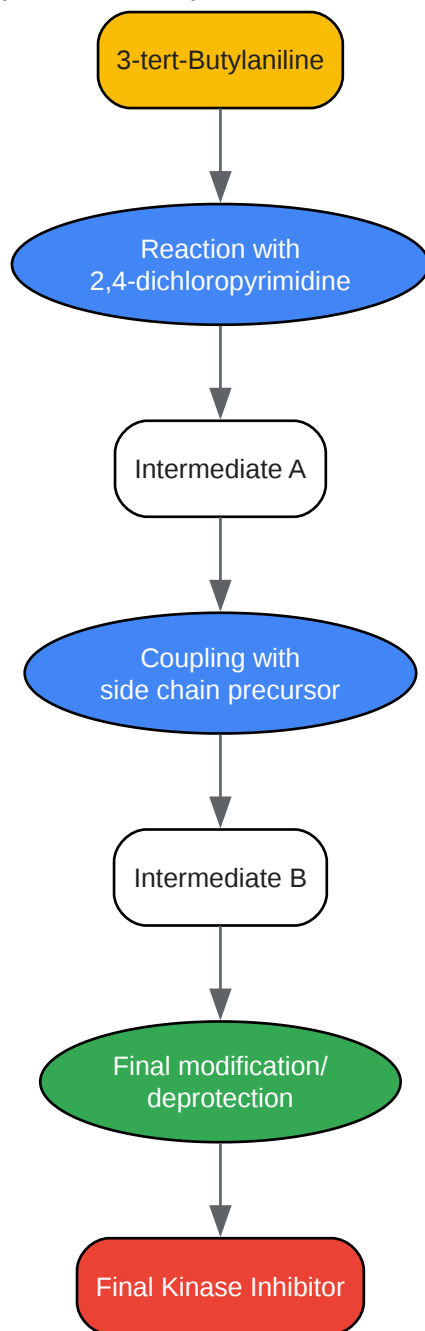 3-tert-Butylaniline
Reaction with
2,4-dichloropyrimidine
Intermediate A
Coupling with
side chain precursor
Intermediate B
Final modification/
deprotection
Final Kinase Inhibitor